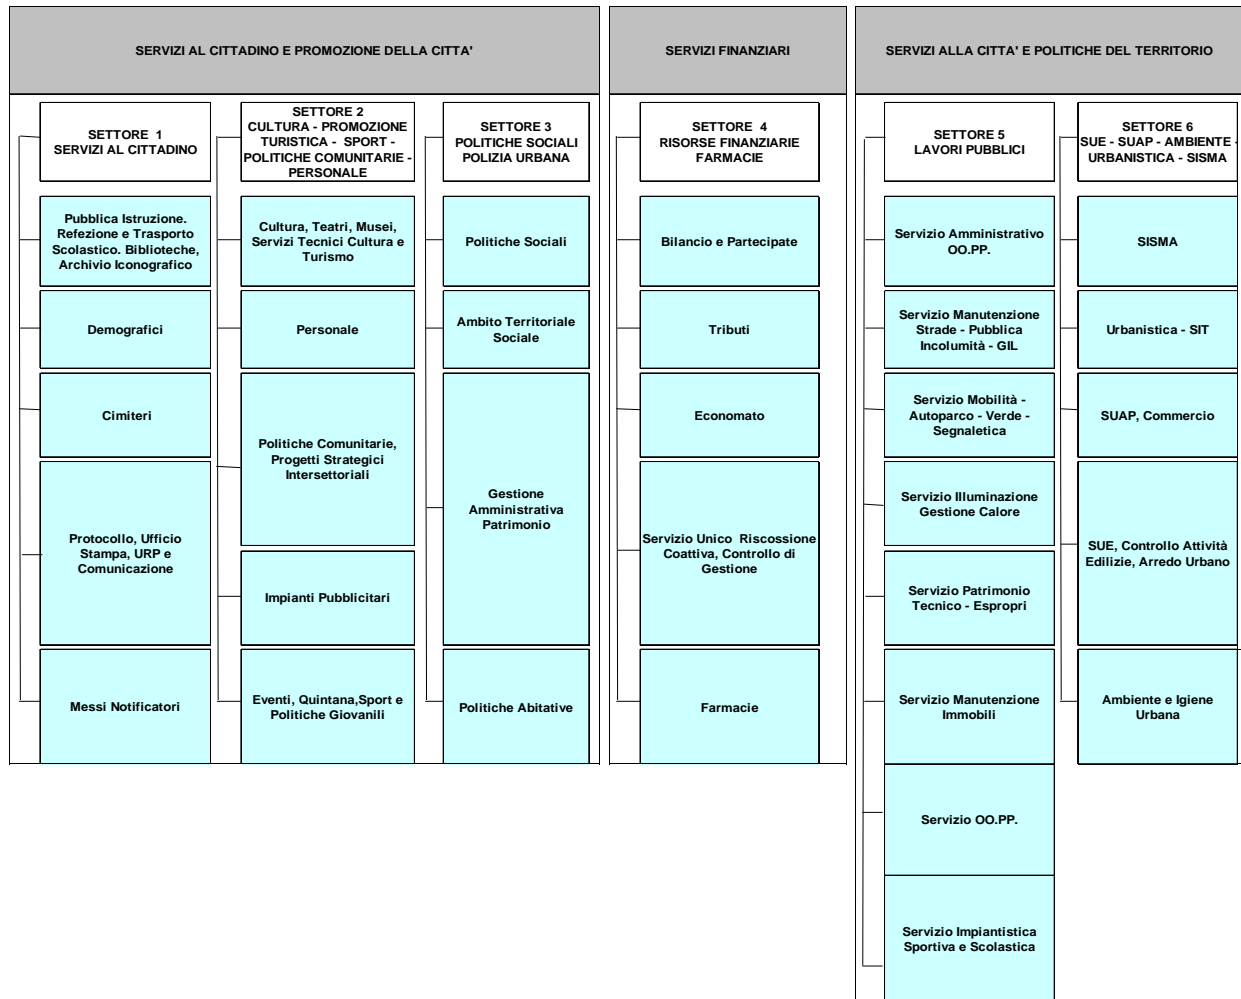 SERVIZI AL CITTADINO E PROMOZIONE DELLA CITTA'
SETTORE 1
SERVIZI AL CITTADINO
Pubblica Istruzione.
Refezione e Trasporto
Scolastico. Biblioteche,
Archivio Iconografico
Demografici
Cimiteri
Protocollo, Ufficio
Stampa, URP e
Comunicazione
Messi Notificatori
SETTORE 2
CULTURA - PROMOZIONE
TURISTICA - SPORT -
POLITICHE COMUNITARIE -
PERSONALE
Cultura, Teatri, Musei,
Servizi Tecnici Cultura e
Turismo
Personale
Politiche Comunitarie,
Progetti Strategici
Intersettoriali
Impianti Pubblicitari
Eventi, Quintana,Sport e
Politiche Giovanili
SETTORE 3
POLITICHE SOCIALI
POLIZIA URBANA
Politiche Sociali
Ambito Territoriale
Sociale
Gestione
Amministrativa
Patrimonio
Politiche Abitative
SERVIZI FINANZIARI
SETTORE 4
RISORSE FINANZIARIE
FARMACIE
Bilancio e Partecipate
Tributi
Economato
Servizio Unico Riscossione
Coattiva, Controllo di
Gestione
Farmacie
SERVIZI ALLA CITTA' E POLITICHE DEL TERRITORIO
SETTORE 5
LAVORI PUBBLICI
Servizio Amministrativo
OO.PP.
Servizio Manutenzione
Strade - Pubblica
Incolumità - GIL
Servizio Mobilità -
Autoparco - Verde -
Segnaletica
Servizio Illuminazione
Gestione Calore
Servizio Patrimonio
Tecnico - Espropri
Servizio Manutenzione
Immobili
Servizio OO.PP.
Servizio Impiantistica
Sportiva e Scolastica
SETTORE 6
SUE - SUAP - AMBIENTE -
URBANISTICA - SISMA
SISMA
Urbanistica - SIT
SUAP, Commercio
SUE, Controllo Attività
Edilizie, Arredo Urbano
Ambiente e Igiene
Urbana